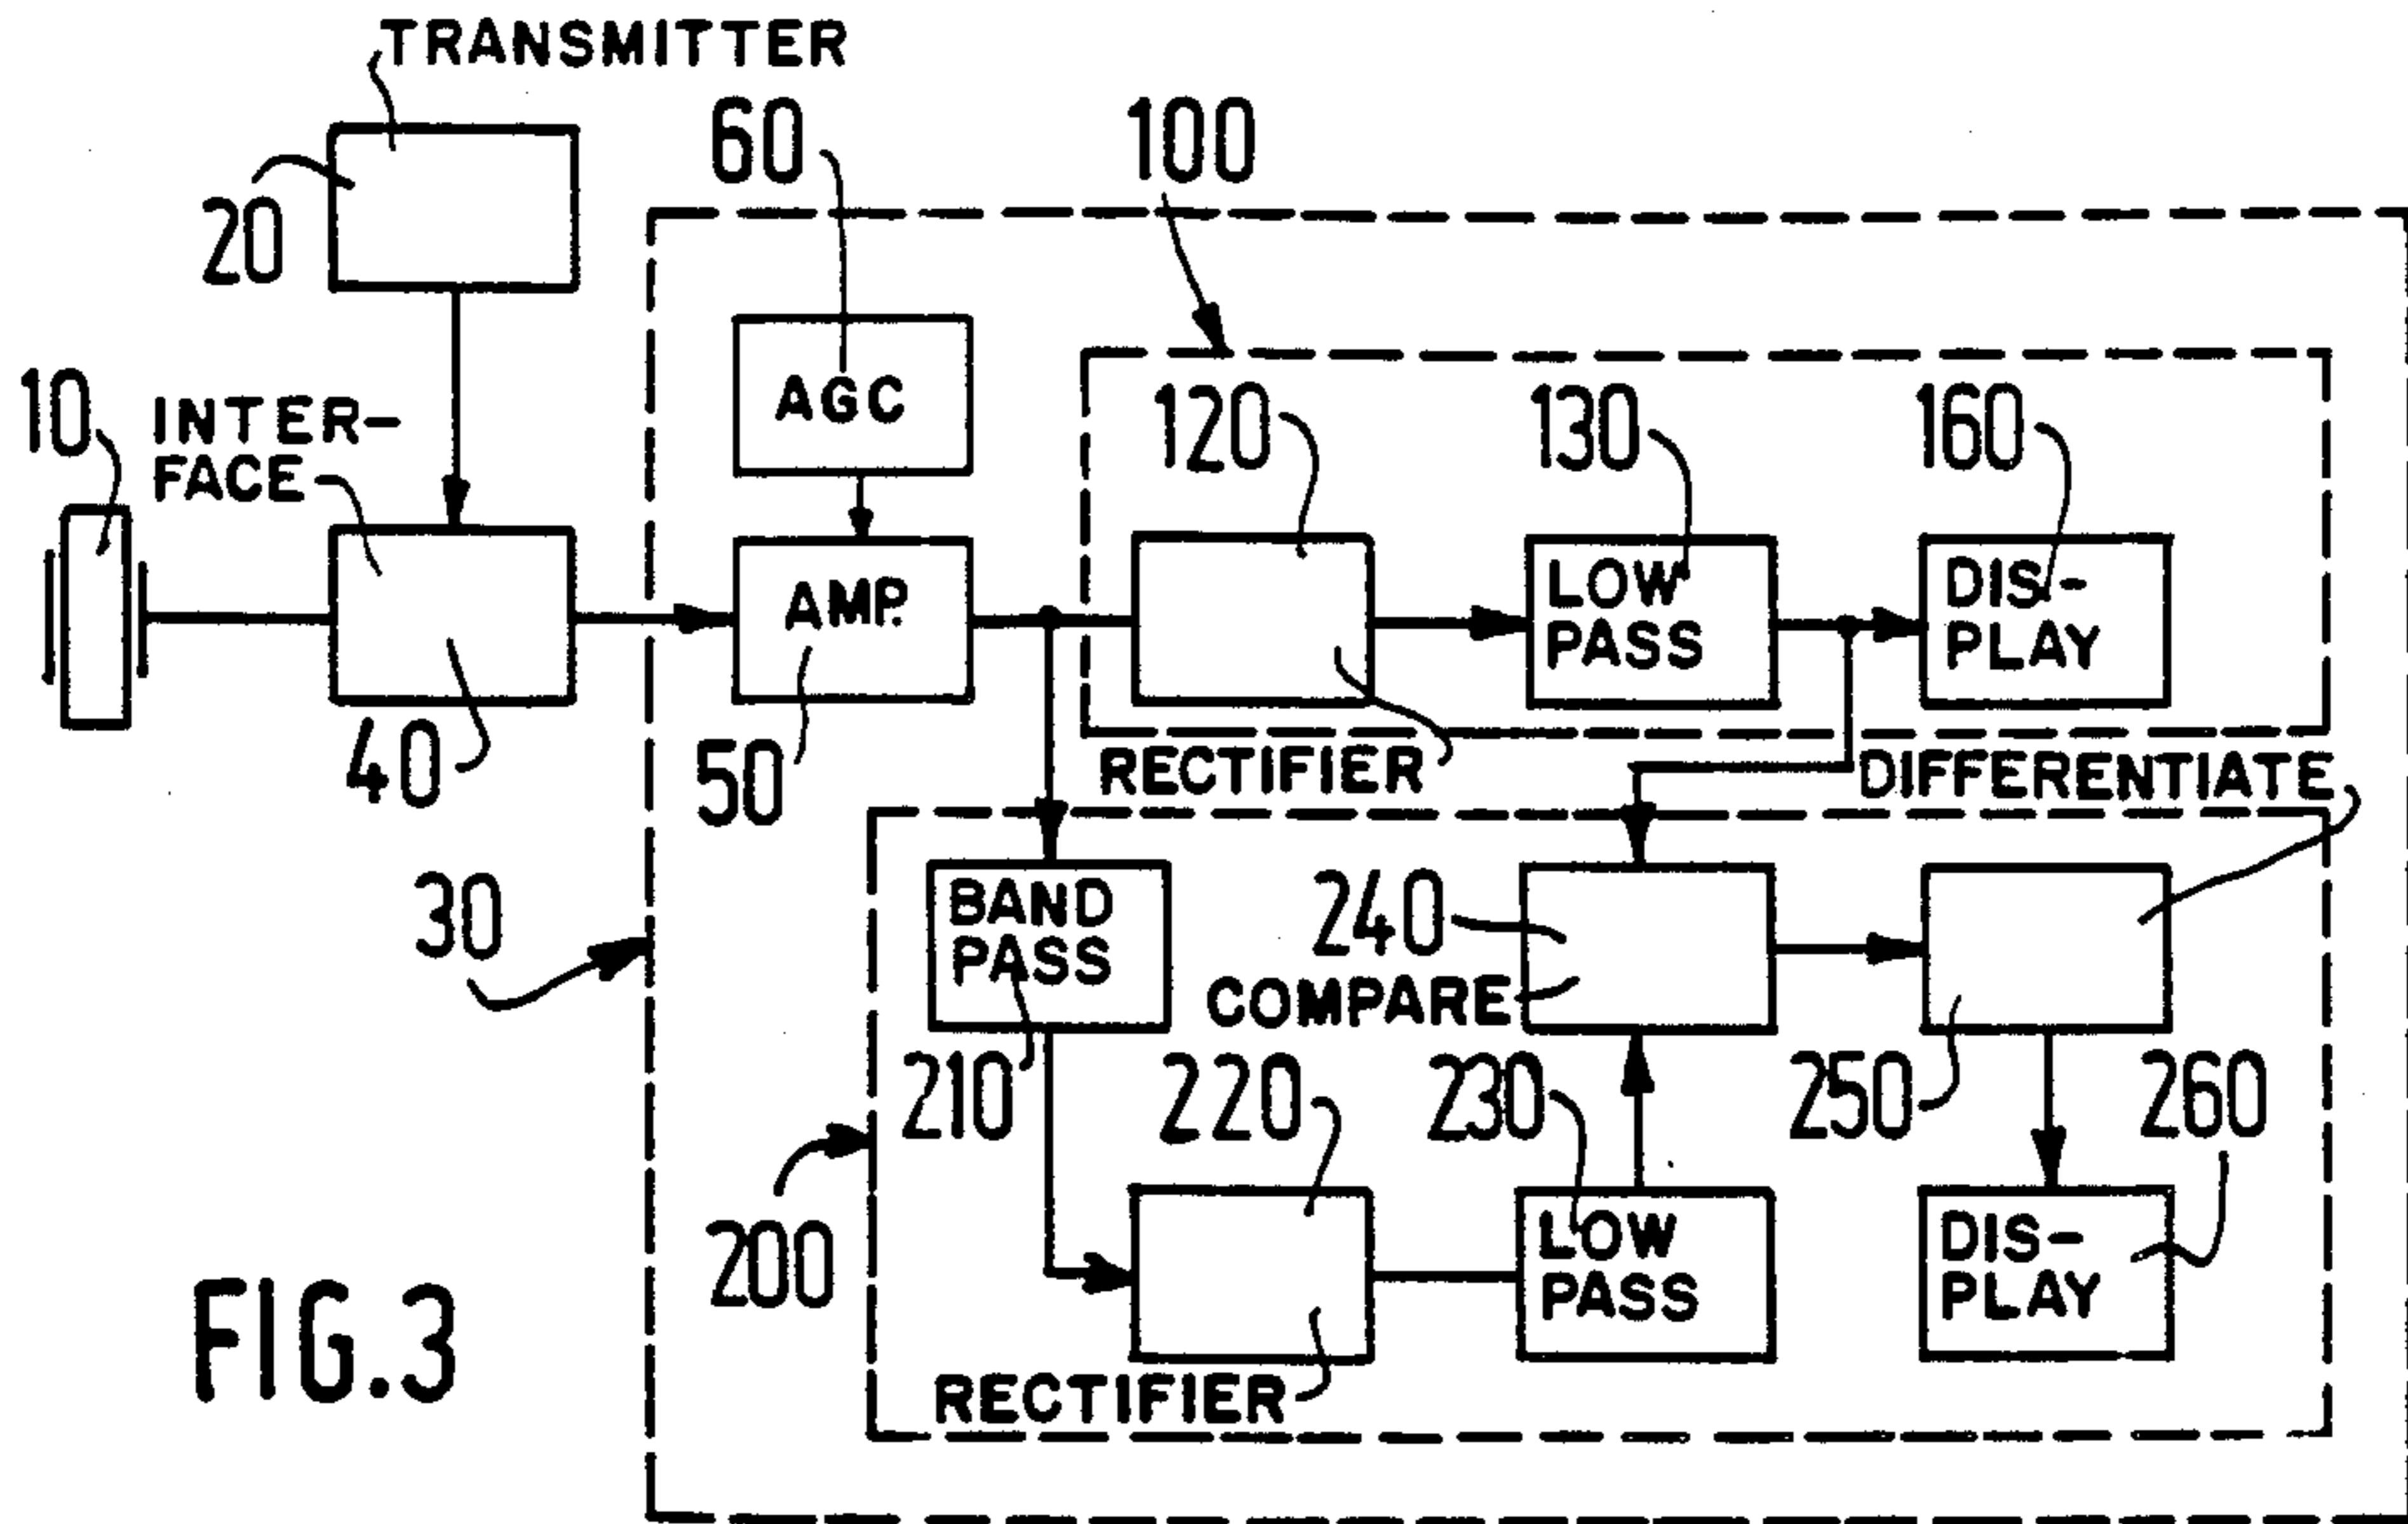 TRANSMITTER
60
100
20
10
INTER-
FACE
AGC
120
130
160
AMP.
LOW
PASS
DIS-
PLAY
40
50
RECTIFIER
DIFFERENTIATE
30
BAND
PASS
240
COMPARE
210
220
230
250
260
200
LOW
PASS
DIS-
PLAY
FIG.3
RECTIFIER